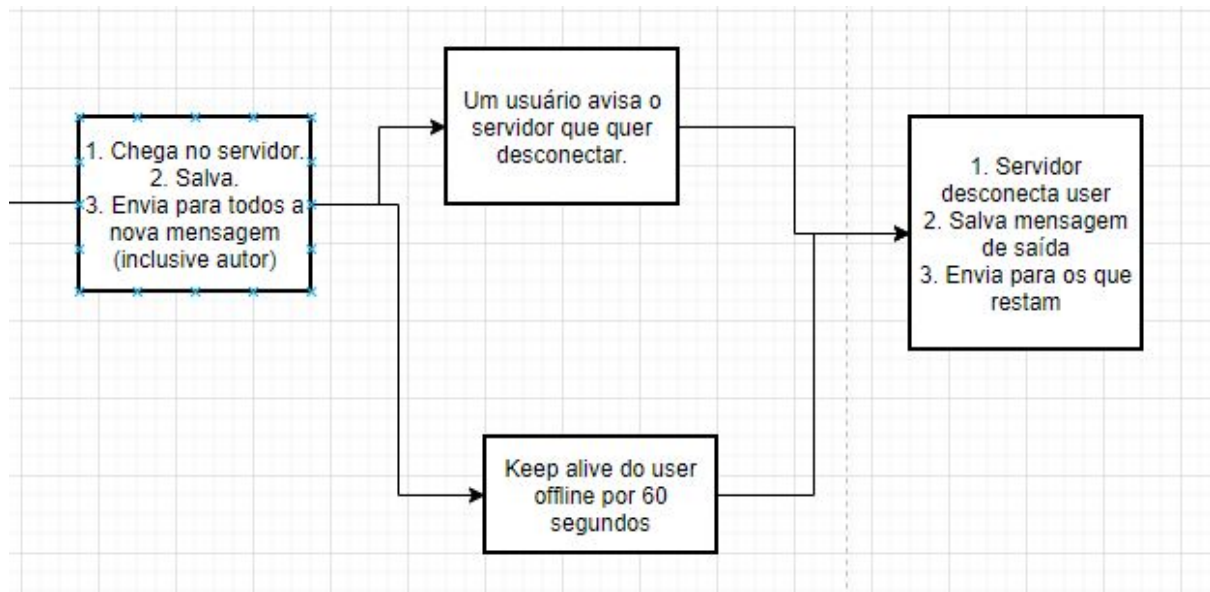 1. Chega no servidor.
2. Salva.
3. Envia para todos a
nova mensagem
(inclusive autor)
Um usuário avisa o
servidor que quer
desconectar.
Keep alive do user
offline por 60
segundos
1. Servidor
desconecta user
2. Salva mensagem
de saída
3. Envia para os que
restam